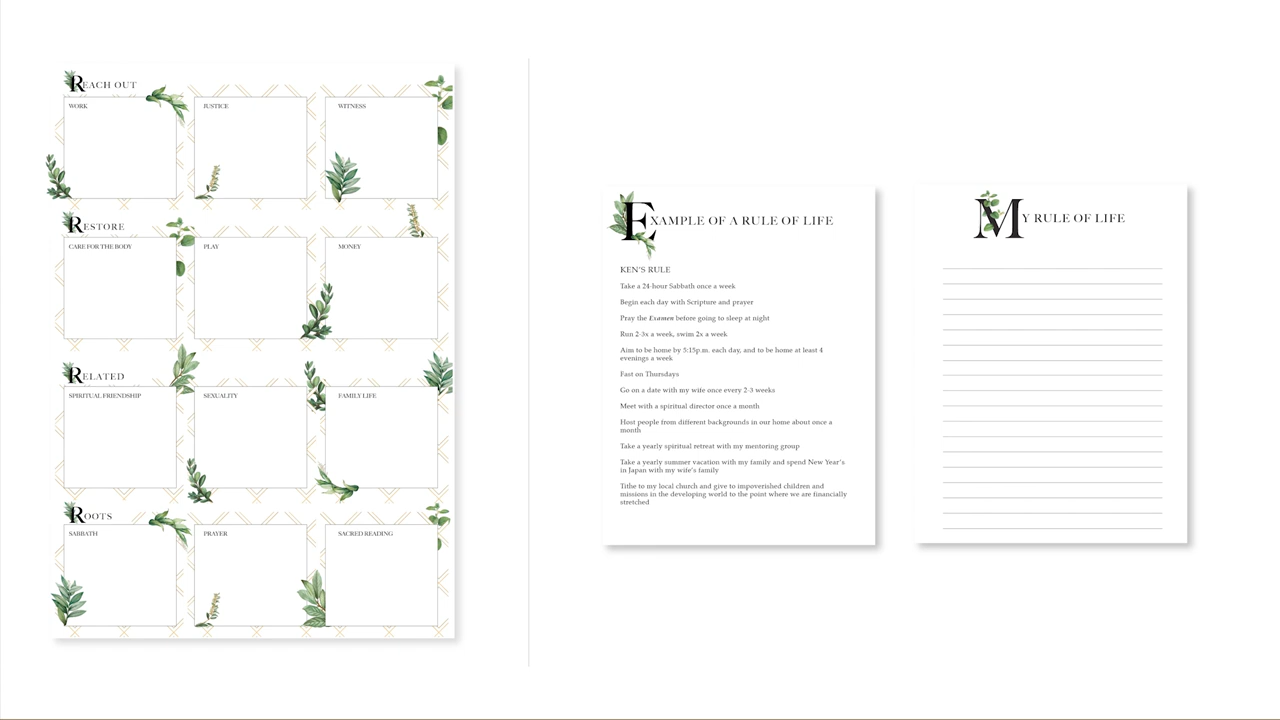 REACH OUT
WORK
JUSTICE
WITNESS
RESTORE
CARE FOR THE BODY
PLAY
MONEY
RELATED
SPIRITUAL FRIENDSHIP
SEXUALITY
FAMILY LIFE
ROOTS
SABBATH
PRAYER
SACRED READING
EXAMPLE OF A RULE OF LIFE
KEN'S RULE
Take a 24-hour Sabbath once a week
Begin each day with Scripture and prayer
Pray the Examen before going to sleep at night
Run 2-3x a week, swim 2x a week
Aim to be home by 5:15p.m. each day, and to be home at least 4
evenings a week
Fast on Thursdays
Go on a date with my wife once every 2-3 weeks
Meet with a spiritual director once a month
Host people from different backgrounds in our home about once a
month
Take a yearly spiritual retreat with my mentoring group
Take a yearly summer vacation with my family and spend New Year's
in Japan with my wife's family
Tithe to my local church and give to impoverished children and
missions in the developing world to the point where we are financially
stretched
MY RULE OF LIFE